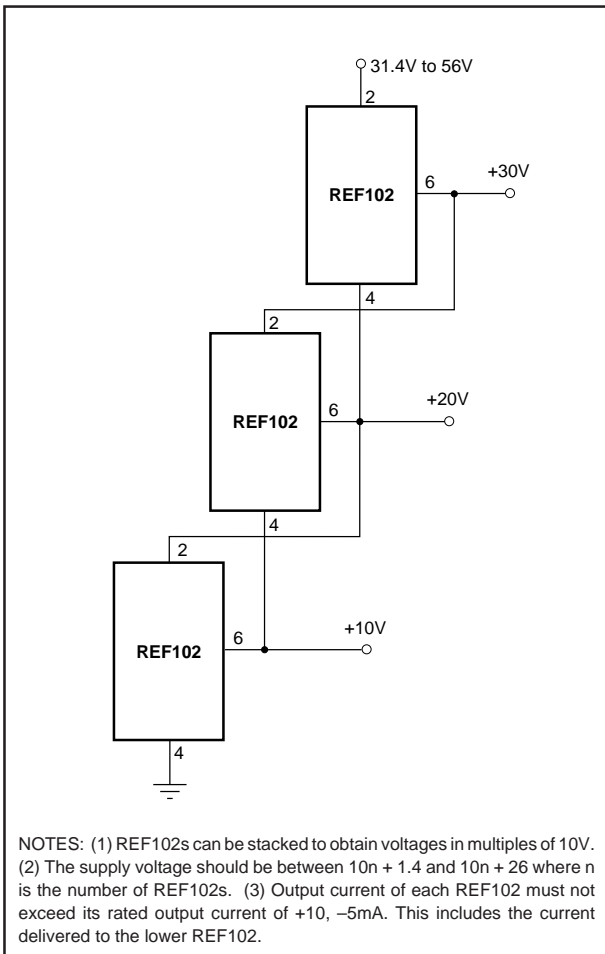 31.4V to 56V
2
REF102
6
+30V
4
2
REF102
6
+20V
4
2
REF102
6
+10V
4
NOTES: (1) REF102s can be stacked to obtain voltages in multiples of 10V.
(2) The supply voltage should be between 10n + 1.4 and 10n + 26 where n
is the number of REF102s. (3) Output current of each REF102 must not
exceed its rated output current of +10, –5mA. This includes the current
delivered to the lower REF102.